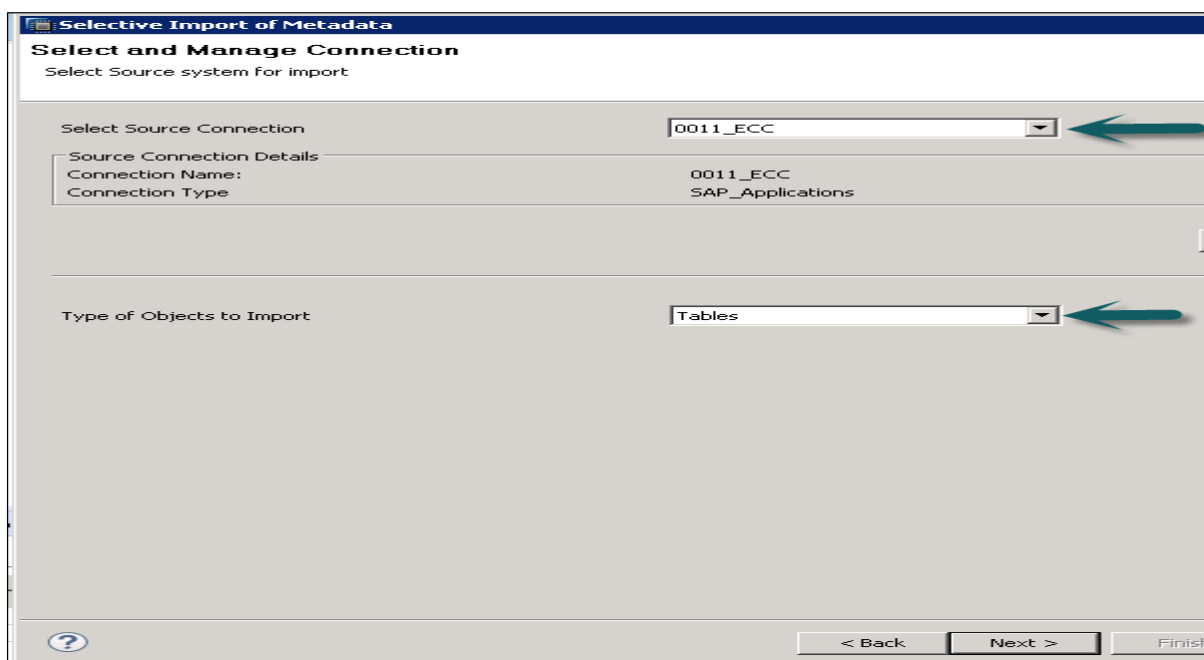 Selective Import of Metadata
Select and Manage Connection
Select Source system for import
Select Source Connection 0011_ECC
Source Connection Details
Connection Name: 0011_ECC
Connection Type SAP_Applications
Type of Objects to Import Tables
< Back Next > Finish